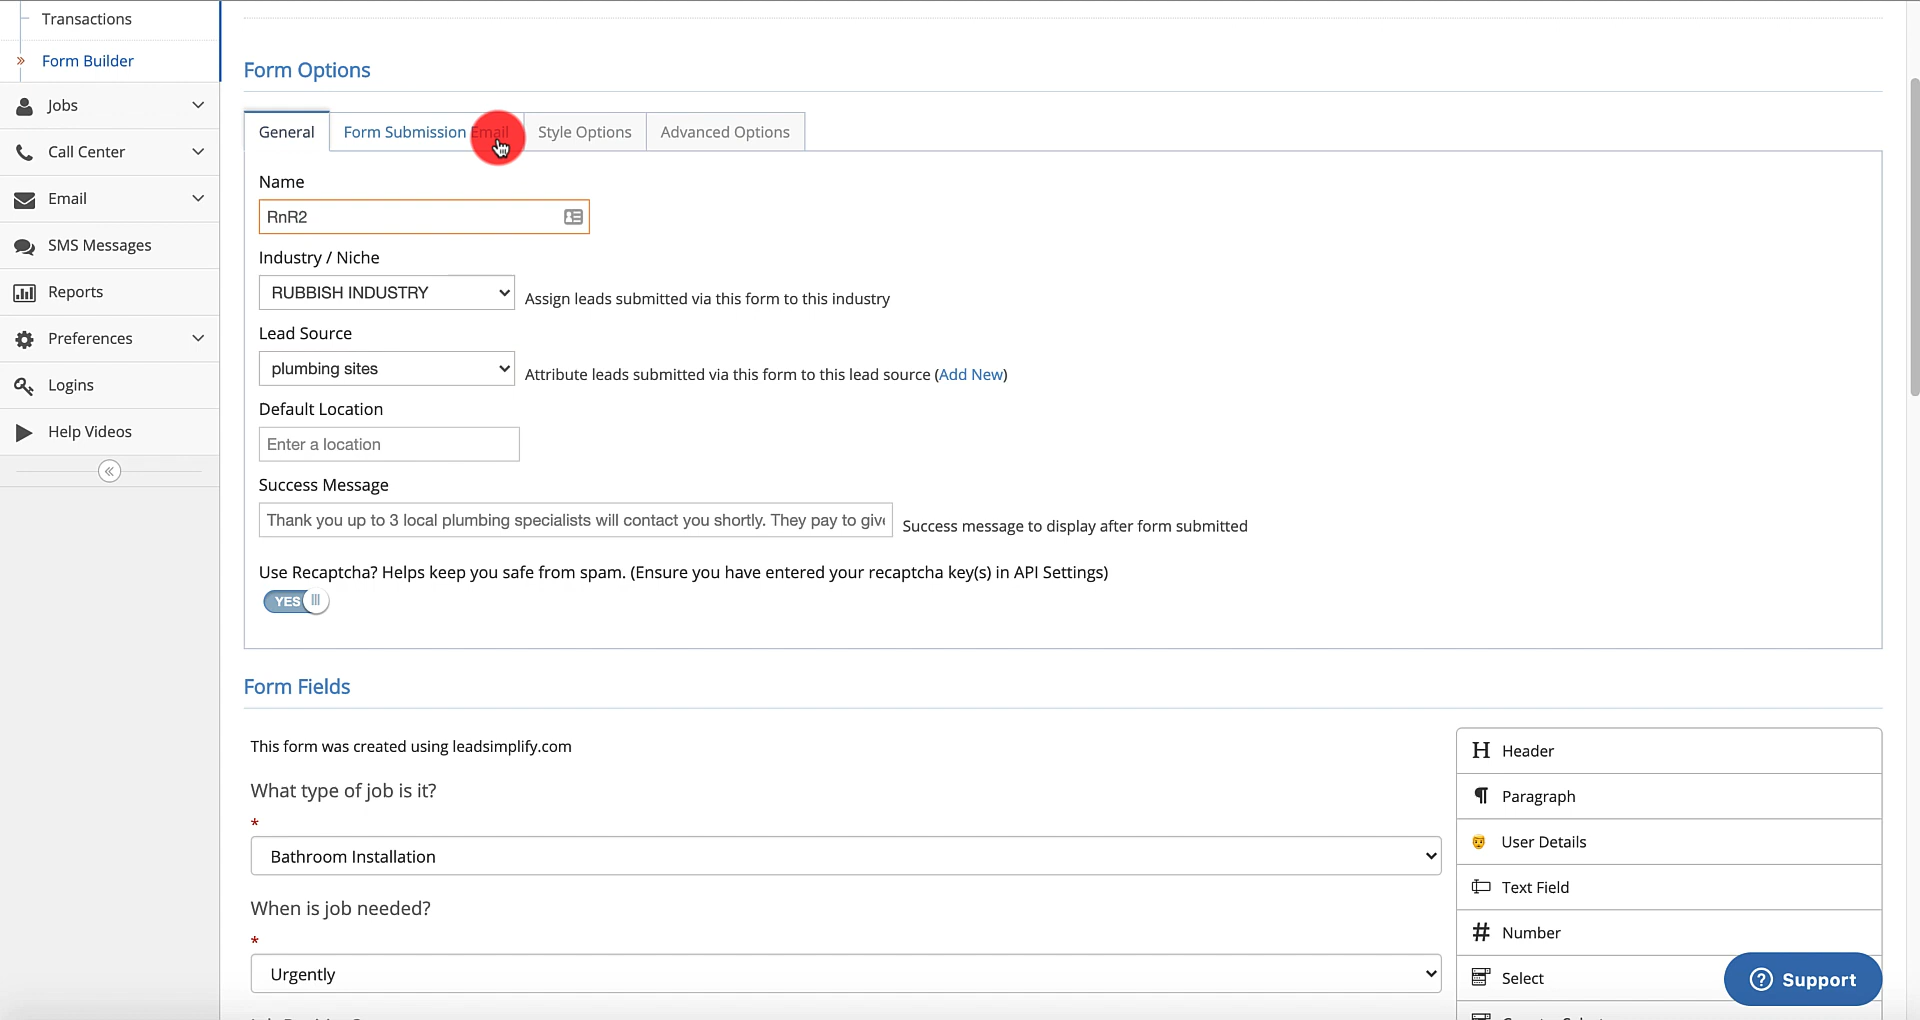 Transactions
Form Builder
Jobs
Call Center
Email
SMS Messages
Reports
Preferences
Logins
Help Videos
Form Options
General
Form Submission Email
Style Options
Advanced Options
Name
RnR2
Industry / Niche
RUBBISH INDUSTRY
Assign leads submitted via this form to this industry
Lead Source
plumbing sites
Attribute leads submitted via this form to this lead source (Add New)
Default Location
Enter a location
Success Message
Thank you up to 3 local plumbing specialists will contact you shortly. They pay to give
Success message to display after form submitted
Use Recaptcha? Helps keep you safe from spam. (Ensure you have entered your recaptcha key(s) in API Settings)
YES
Form Fields
This form was created using leadsimplify.com
What type of job is it?
*
Bathroom Installation
When is job needed?
*
Urgently
H Header
¶ Paragraph
User Details
Text Field
# Number
Select
? Support